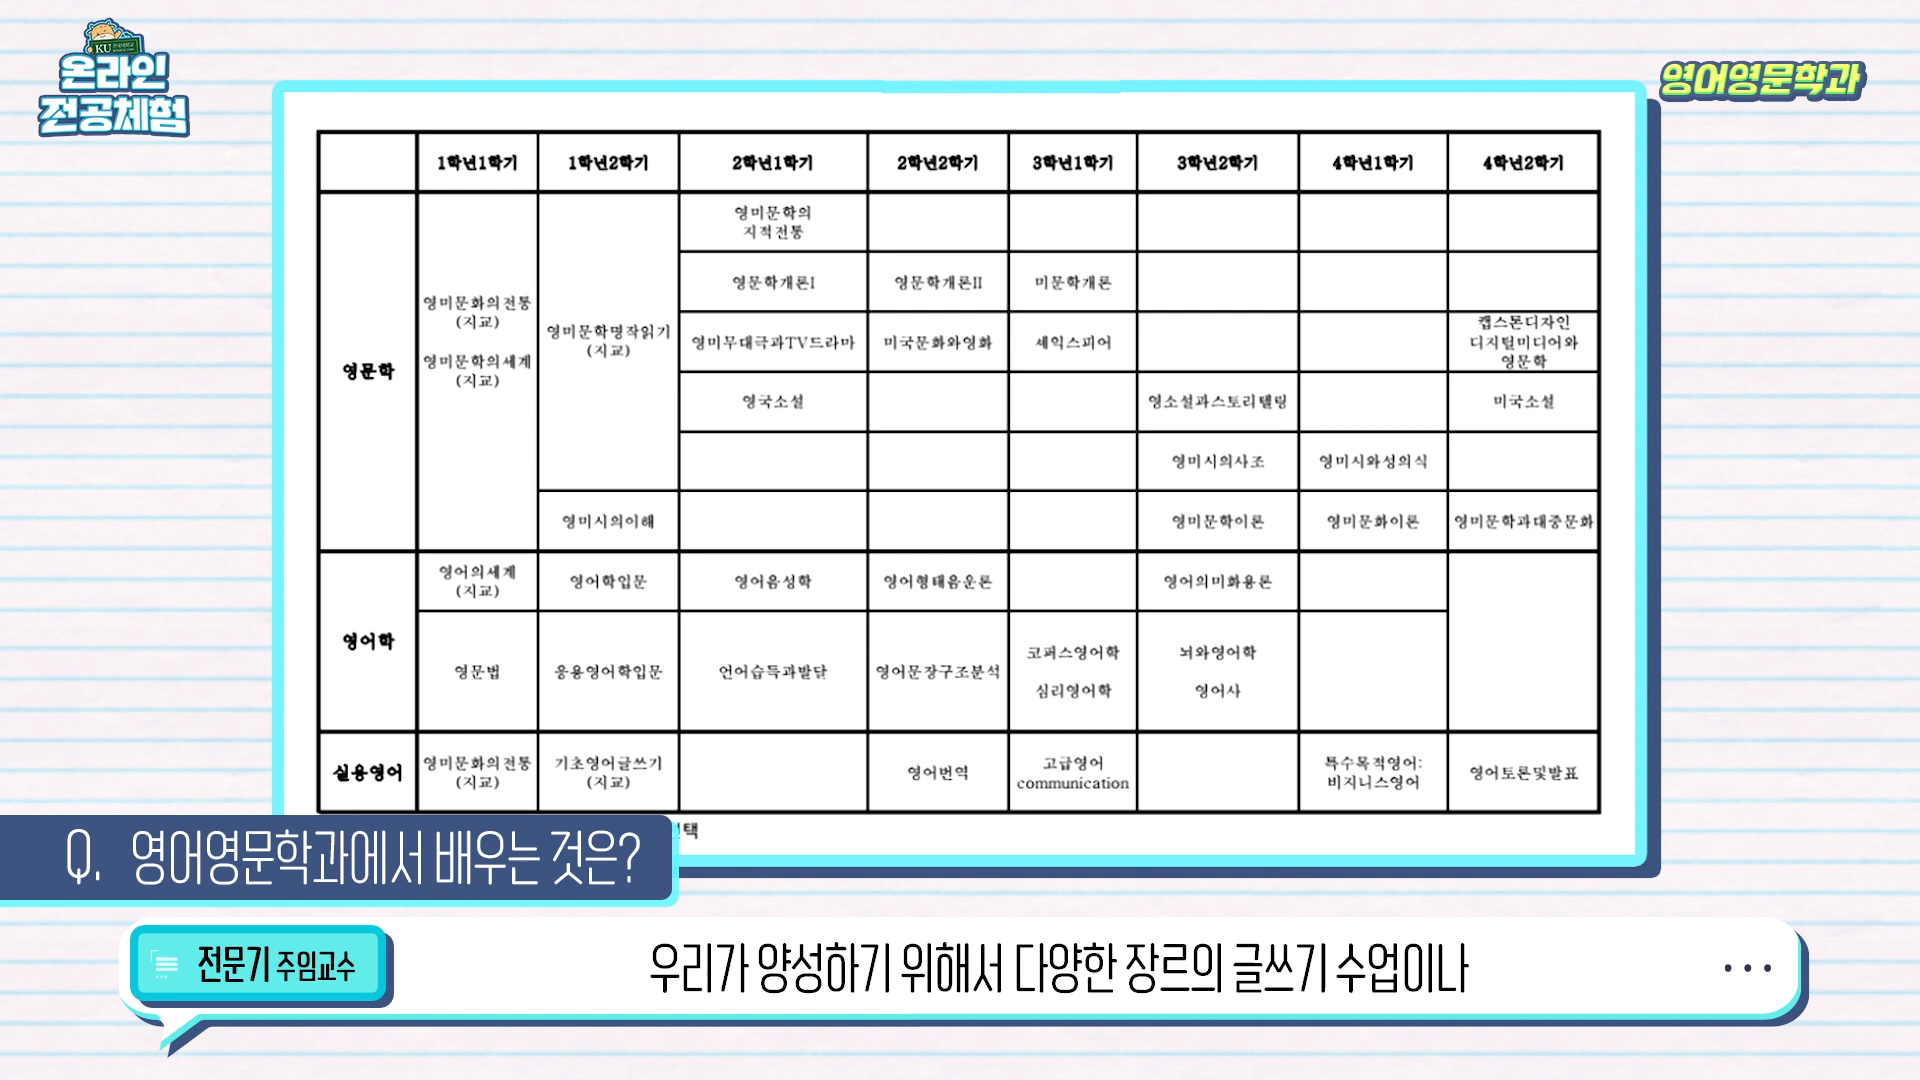 KU 건국대학교
온라인
전공체험
영어영문학과
1학년1학기 1학년2학기 2학년1학기 2학년2학기 3학년1학기 3학년2학기 4학년1학기 4학년2학기
영문학
영미문화의전통
(지교)
영미문학의세계
(지교)
영미문학명작읽기
(지교)
영미시의이해
영미문학의
지적전통
영문학개론I 영문학개론II 미문학개론
영미무대극과TV드라마 미국문화와영화 셰익스피어
캡스톤디자인
디지털미디어와
영문학
영국소설 영소설과스토리텔링 미국소설
영미시의사조 영미시와성의식
영미문학이론 영미문화이론 영미문학과대중문화
영어학
영어의세계
(지교)
영어학입문 영어음성학 영어형태음운론 영어의미화용론
영문법 응용영어학입문 언어습득과발달 영어문장구조분석
코퍼스영어학
심리영어학
뇌와영어학
영어사
실용영어
영미문화의전통
(지교)
기초영어글쓰기
(지교)
영어번역
고급영어
communication
특수목적영어:
비지니스영어
영어토론및발표
택
Q. 영어영문학과에서 배우는 것은?
전문기 주임교수
우리가 양성하기 위해서 다양한 장르의 글쓰기 수업이나